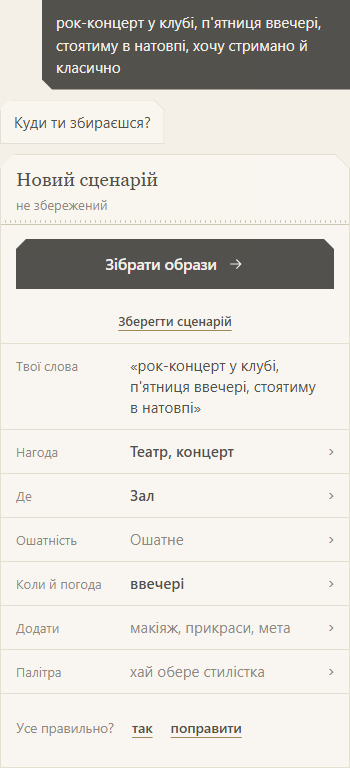 рок-концерт у клубі, п'ятниця ввечері,
стоятиму в натовпі, хочу стримано й
класично
Куди ти збираєшся?
Новий сценарій
не збережений
Зібрати образи →
Зберегти сценарій
Твої слова «рок-концерт у клубі,
п'ятниця ввечері, стоятиму
в натовпі»
Нагода Театр, концерт ›
Де Зал ›
Ошатність Ошатне ›
Коли й погода ввечері ›
Додати макіяж, прикраси, мета ›
Палітра хай обере стилістка ›
Усе правильно? так поправити